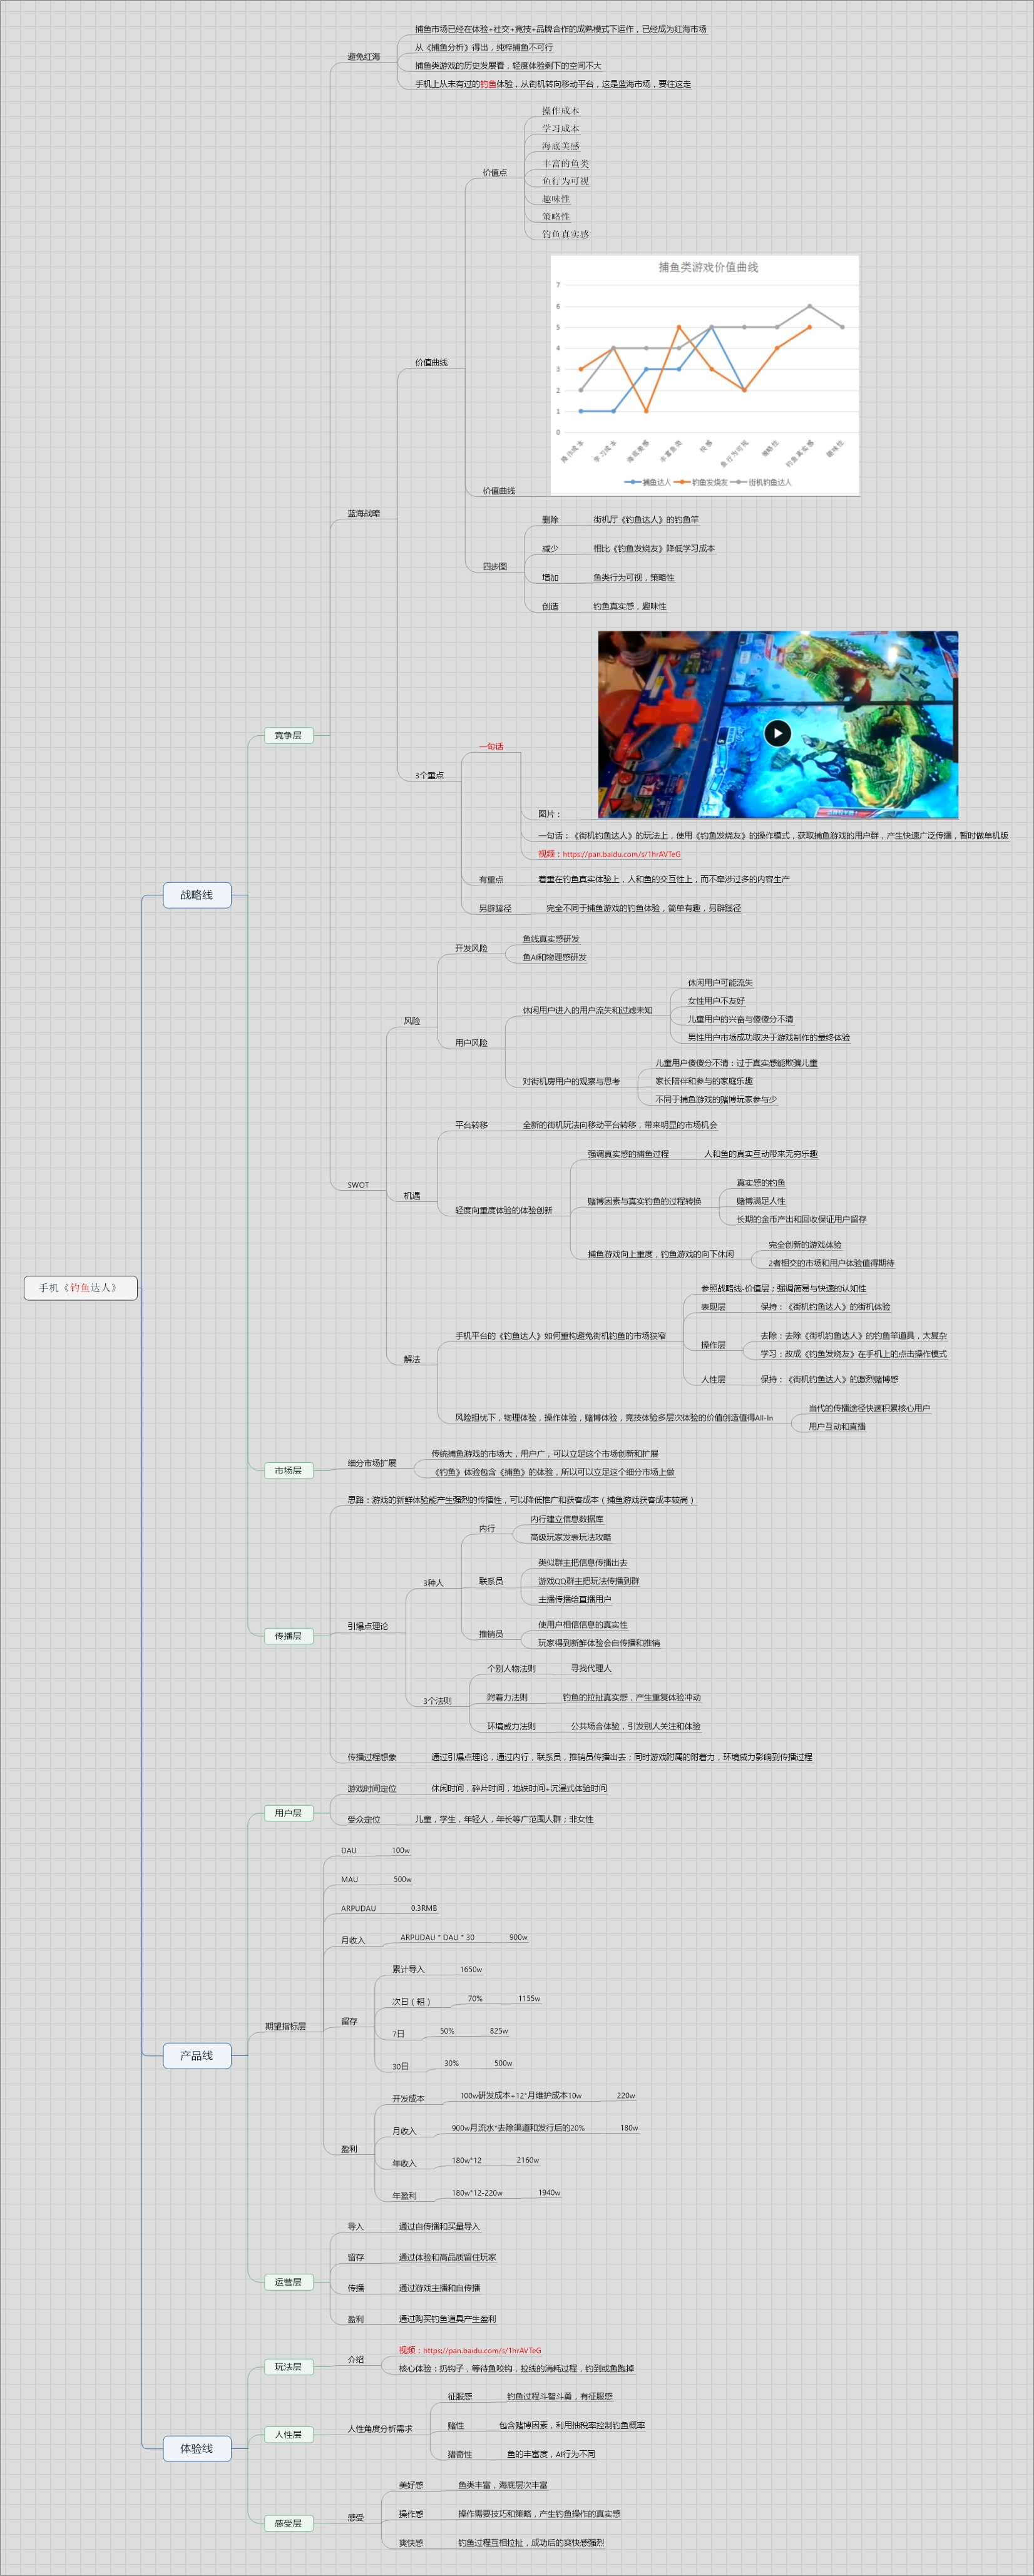 手机《钓鱼达人》
战略线
竞争层
避免红海
捕鱼市场已经在体验+社交+竞技+品牌合作的成熟模式下运作，已经成为红海市场
从《捕鱼分析》得出，纯粹捕鱼不可行
捕鱼类游戏的历史发展看，轻度体验剩下的空间不大
手机上从未有过的钓鱼体验，从街机转向移动平台，这是蓝海市场，要往这走
蓝海战略
价值曲线
价值点
操作成本
学习成本
海底美感
丰富的鱼类
鱼行为可视
趣味性
策略性
钓鱼真实感
价值曲线
捕鱼类游戏价值曲线
7
6
5
4
3
2
1
0
操作成本
学习成本
海底美感
丰富鱼类
快感
鱼行为可视
策略性
钓鱼真实感
趣味性
捕鱼达人
钓鱼发烧友
街机钓鱼达人
四步图
删除
街机厅《钓鱼达人》的钓鱼竿
减少
相比《钓鱼发烧友》降低学习成本
增加
鱼类行为可视，策略性
创造
钓鱼真实感，趣味性
3个重点
一句话
图片：
一句话：《街机钓鱼达人》的玩法上，使用《钓鱼发烧友》的操作模式，获取捕鱼游戏的用户群，产生快速广泛传播，暂时做单机版
视频：https://pan.baidu.com/s/1hrAVTeG
有重点
着重在钓鱼真实体验上，人和鱼的交互性上，而不牵涉过多的内容生产
另辟蹊径
完全不同于捕鱼游戏的钓鱼体验，简单有趣，另辟蹊径
SWOT
风险
开发风险
鱼线真实感研发
鱼AI和物理感研发
用户风险
休闲用户进入的用户流失和过滤未知
休闲用户可能流失
女性用户不友好
儿童用户的兴奋与傻傻分不清
男性用户市场成功取决于游戏制作的最终体验
对街机房用户的观察与思考
儿童用户傻傻分不清：过于真实感能欺骗儿童
家长陪伴和参与的家庭乐趣
不同于捕鱼游戏的赌博玩家参与少
机遇
平台转移
全新的街机玩法向移动平台转移，带来明显的市场机会
轻度向重度体验的体验创新
强调真实感的捕鱼过程
人和鱼的真实互动带来无穷乐趣
赌博因素与真实钓鱼的过程转换
真实感的钓鱼
赌博满足人性
长期的金币产出和回收保证用户留存
捕鱼游戏向上重度，钓鱼游戏的向下休闲
完全创新的游戏体验
2者相交的市场和用户体验值得期待
解法
手机平台的《钓鱼达人》如何重构避免街机钓鱼的市场狭窄
参照战略线-价值层；强调简易与快速的认知性
表现层
保持：《街机钓鱼达人》的街机体验
操作层
去除：去除《街机钓鱼达人》的钓鱼竿道具，太复杂
学习：改成《钓鱼发烧友》在手机上的点击操作模式
人性层
保持：《街机钓鱼达人》的激烈赌博感
风险担忧下，物理体验，操作体验，赌博体验，竞技体验多层次体验的价值创造值得All-In
当代的传播途径快速积累核心用户
用户互动和直播
市场层
细分市场扩展
传统捕鱼游戏的市场大，用户广，可以立足这个市场创新和扩展
《钓鱼》体验包含《捕鱼》的体验，所以可以立足这个细分市场上做
传播层
思路：游戏的新鲜体验能产生强烈的传播性，可以降低推广和获客成本（捕鱼游戏获客成本较高）
引爆点理论
3种人
内行
内行建立信息数据库
高级玩家发表玩法攻略
联系员
类似群主把信息传播出去
游戏QQ群主把玩法传播到群
主播传播给直播用户
推销员
使用户相信信息的真实性
玩家得到新鲜体验会自传播和推销
3个法则
个别人物法则
寻找代理人
附着力法则
钓鱼的拉扯真实感，产生重复体验冲动
环境威力法则
公共场合体验，引发别人关注和体验
传播过程想象
通过引爆点理论，通过内行，联系员，推销员传播出去；同时游戏附属的附着力，环境威力影响到传播过程
产品线
用户层
游戏时间定位
休闲时间，碎片时间，地铁时间+沉浸式体验时间
受众定位
儿童，学生，年轻人，年长等广范围人群；非女性
期望指标层
DAU
100w
MAU
500w
ARPUDAU
0.3RMB
月收入
ARPUDAU * DAU * 30
900w
留存
累计导入
1650w
次日（粗）
70%
1155w
7日
50%
825w
30日
30%
500w
盈利
开发成本
100w研发成本+12*月维护成本10w
220w
月收入
900w月流水*去除渠道和发行后的20%
180w
年收入
180w*12
2160w
年盈利
180w*12-220w
1940w
运营层
导入
通过自传播和买量导入
留存
通过体验和高品质留住玩家
传播
通过游戏主播和自传播
盈利
通过购买钓鱼道具产生盈利
体验线
玩法层
介绍
视频：https://pan.baidu.com/s/1hrAVTeG
核心体验：扔钩子，等待鱼咬钩，拉线的消耗过程，钓到或鱼跑掉
人性层
人性角度分析需求
征服感
钓鱼过程斗智斗勇，有征服感
赌性
包含赌博因素，利用抽税率控制钓鱼概率
猎奇性
鱼的丰富度，AI行为不同
感受层
感受
美好感
鱼类丰富，海底层次丰富
操作感
操作需要技巧和策略，产生钓鱼操作的真实感
爽快感
钓鱼过程互相拉扯，成功后的爽快感强烈